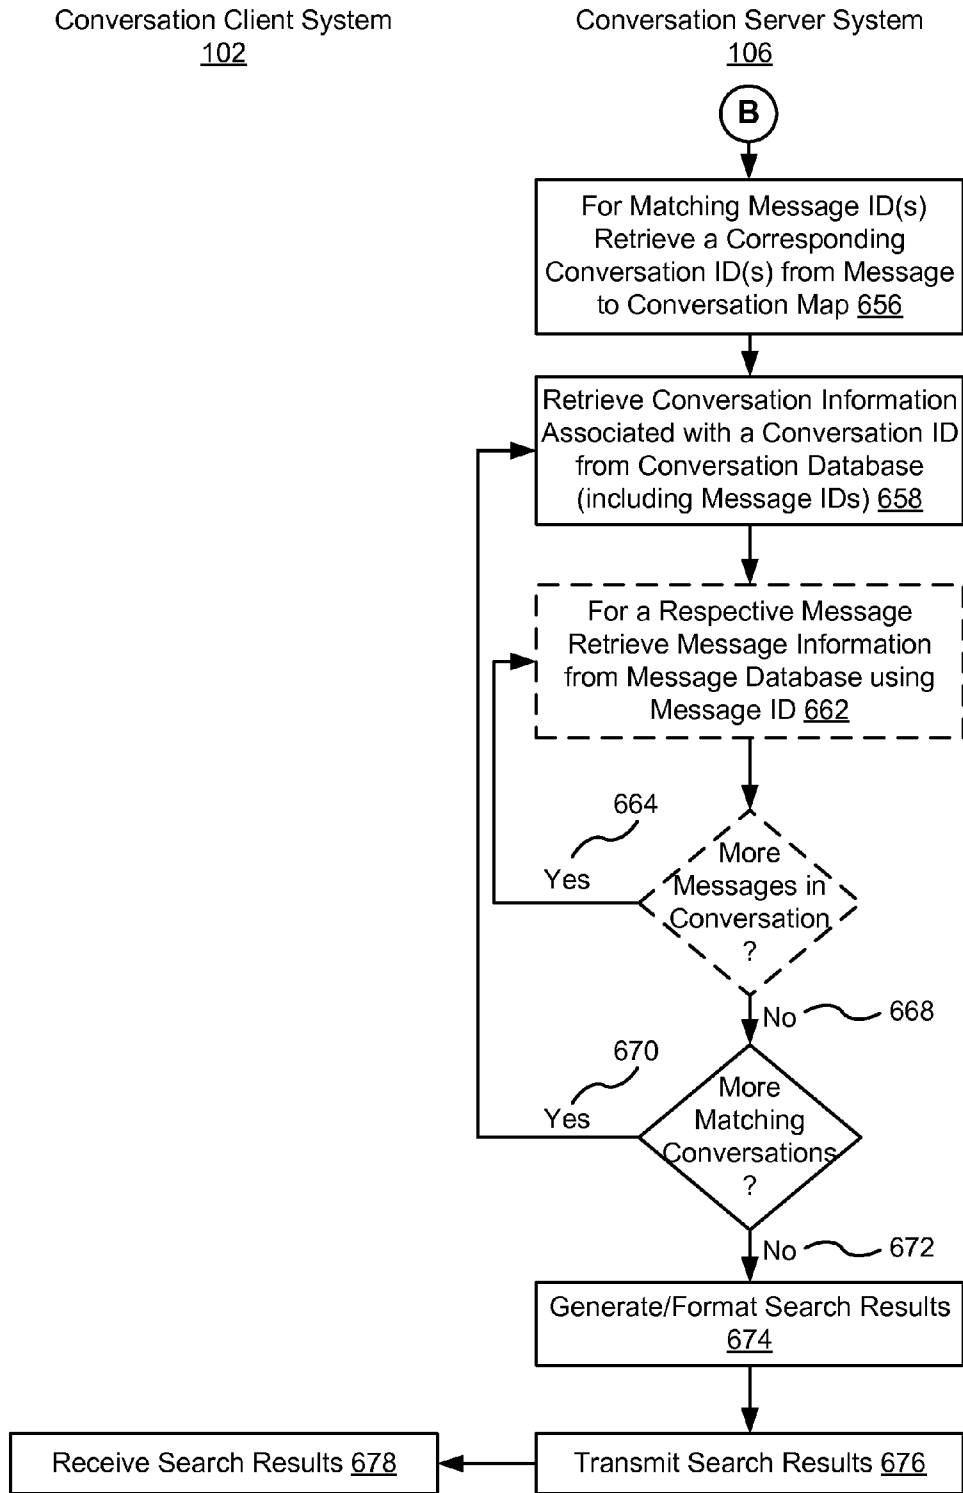 Conversation Client System
102
Conversation Server System
106
B
For Matching Message ID(s)
Retrieve a Corresponding
Conversation ID(s) from Message
to Conversation Map 656
Retrieve Conversation Information
Associated with a Conversation ID
from Conversation Database
(including Message IDs) 658
For a Respective Message
Retrieve Message Information
from Message Database using
Message ID 662
664
Yes
More
Messages in
Conversation
?
No
668
670
Yes
More
Matching
Conversations
?
No
672
Generate/Format Search Results
674
Receive Search Results 678
Transmit Search Results 676